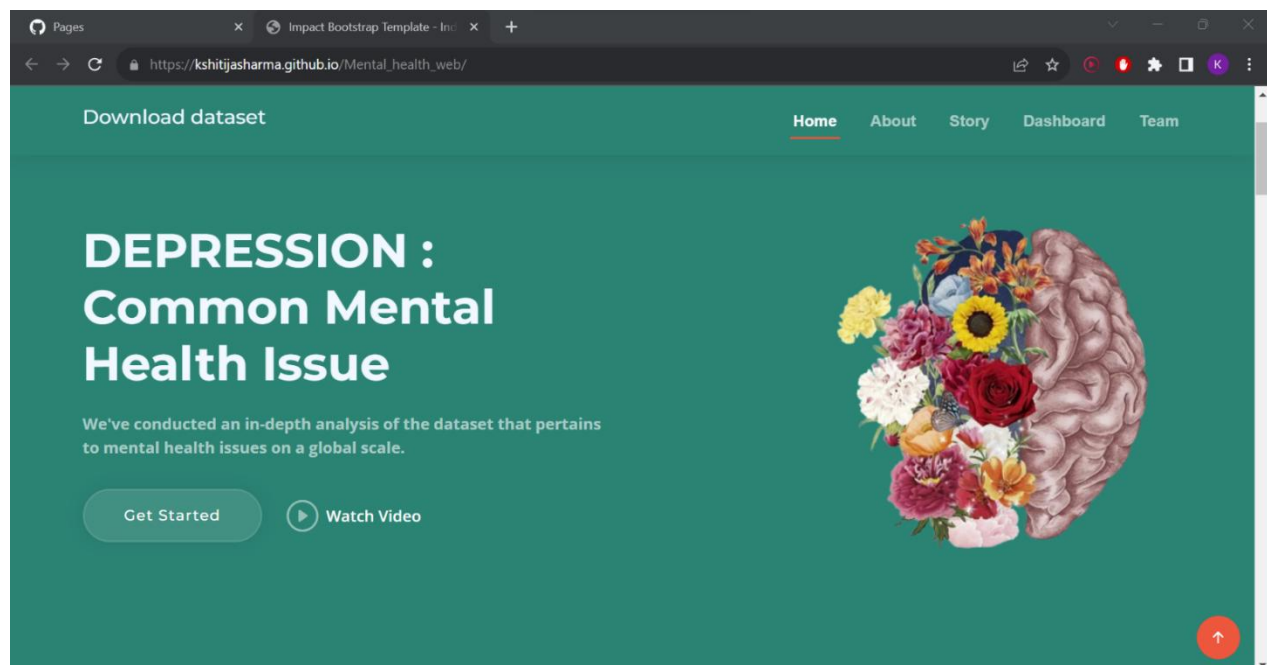 Pages
Impact Bootstrap Template - Ind
https://kshitijasharma.github.io/Mental_health_web/
K
Download dataset
Home About Story Dashboard Team
DEPRESSION :
Common Mental
Health Issue
We've conducted an in-depth analysis of the dataset that pertains
to mental health issues on a global scale.
Get Started
Watch Video